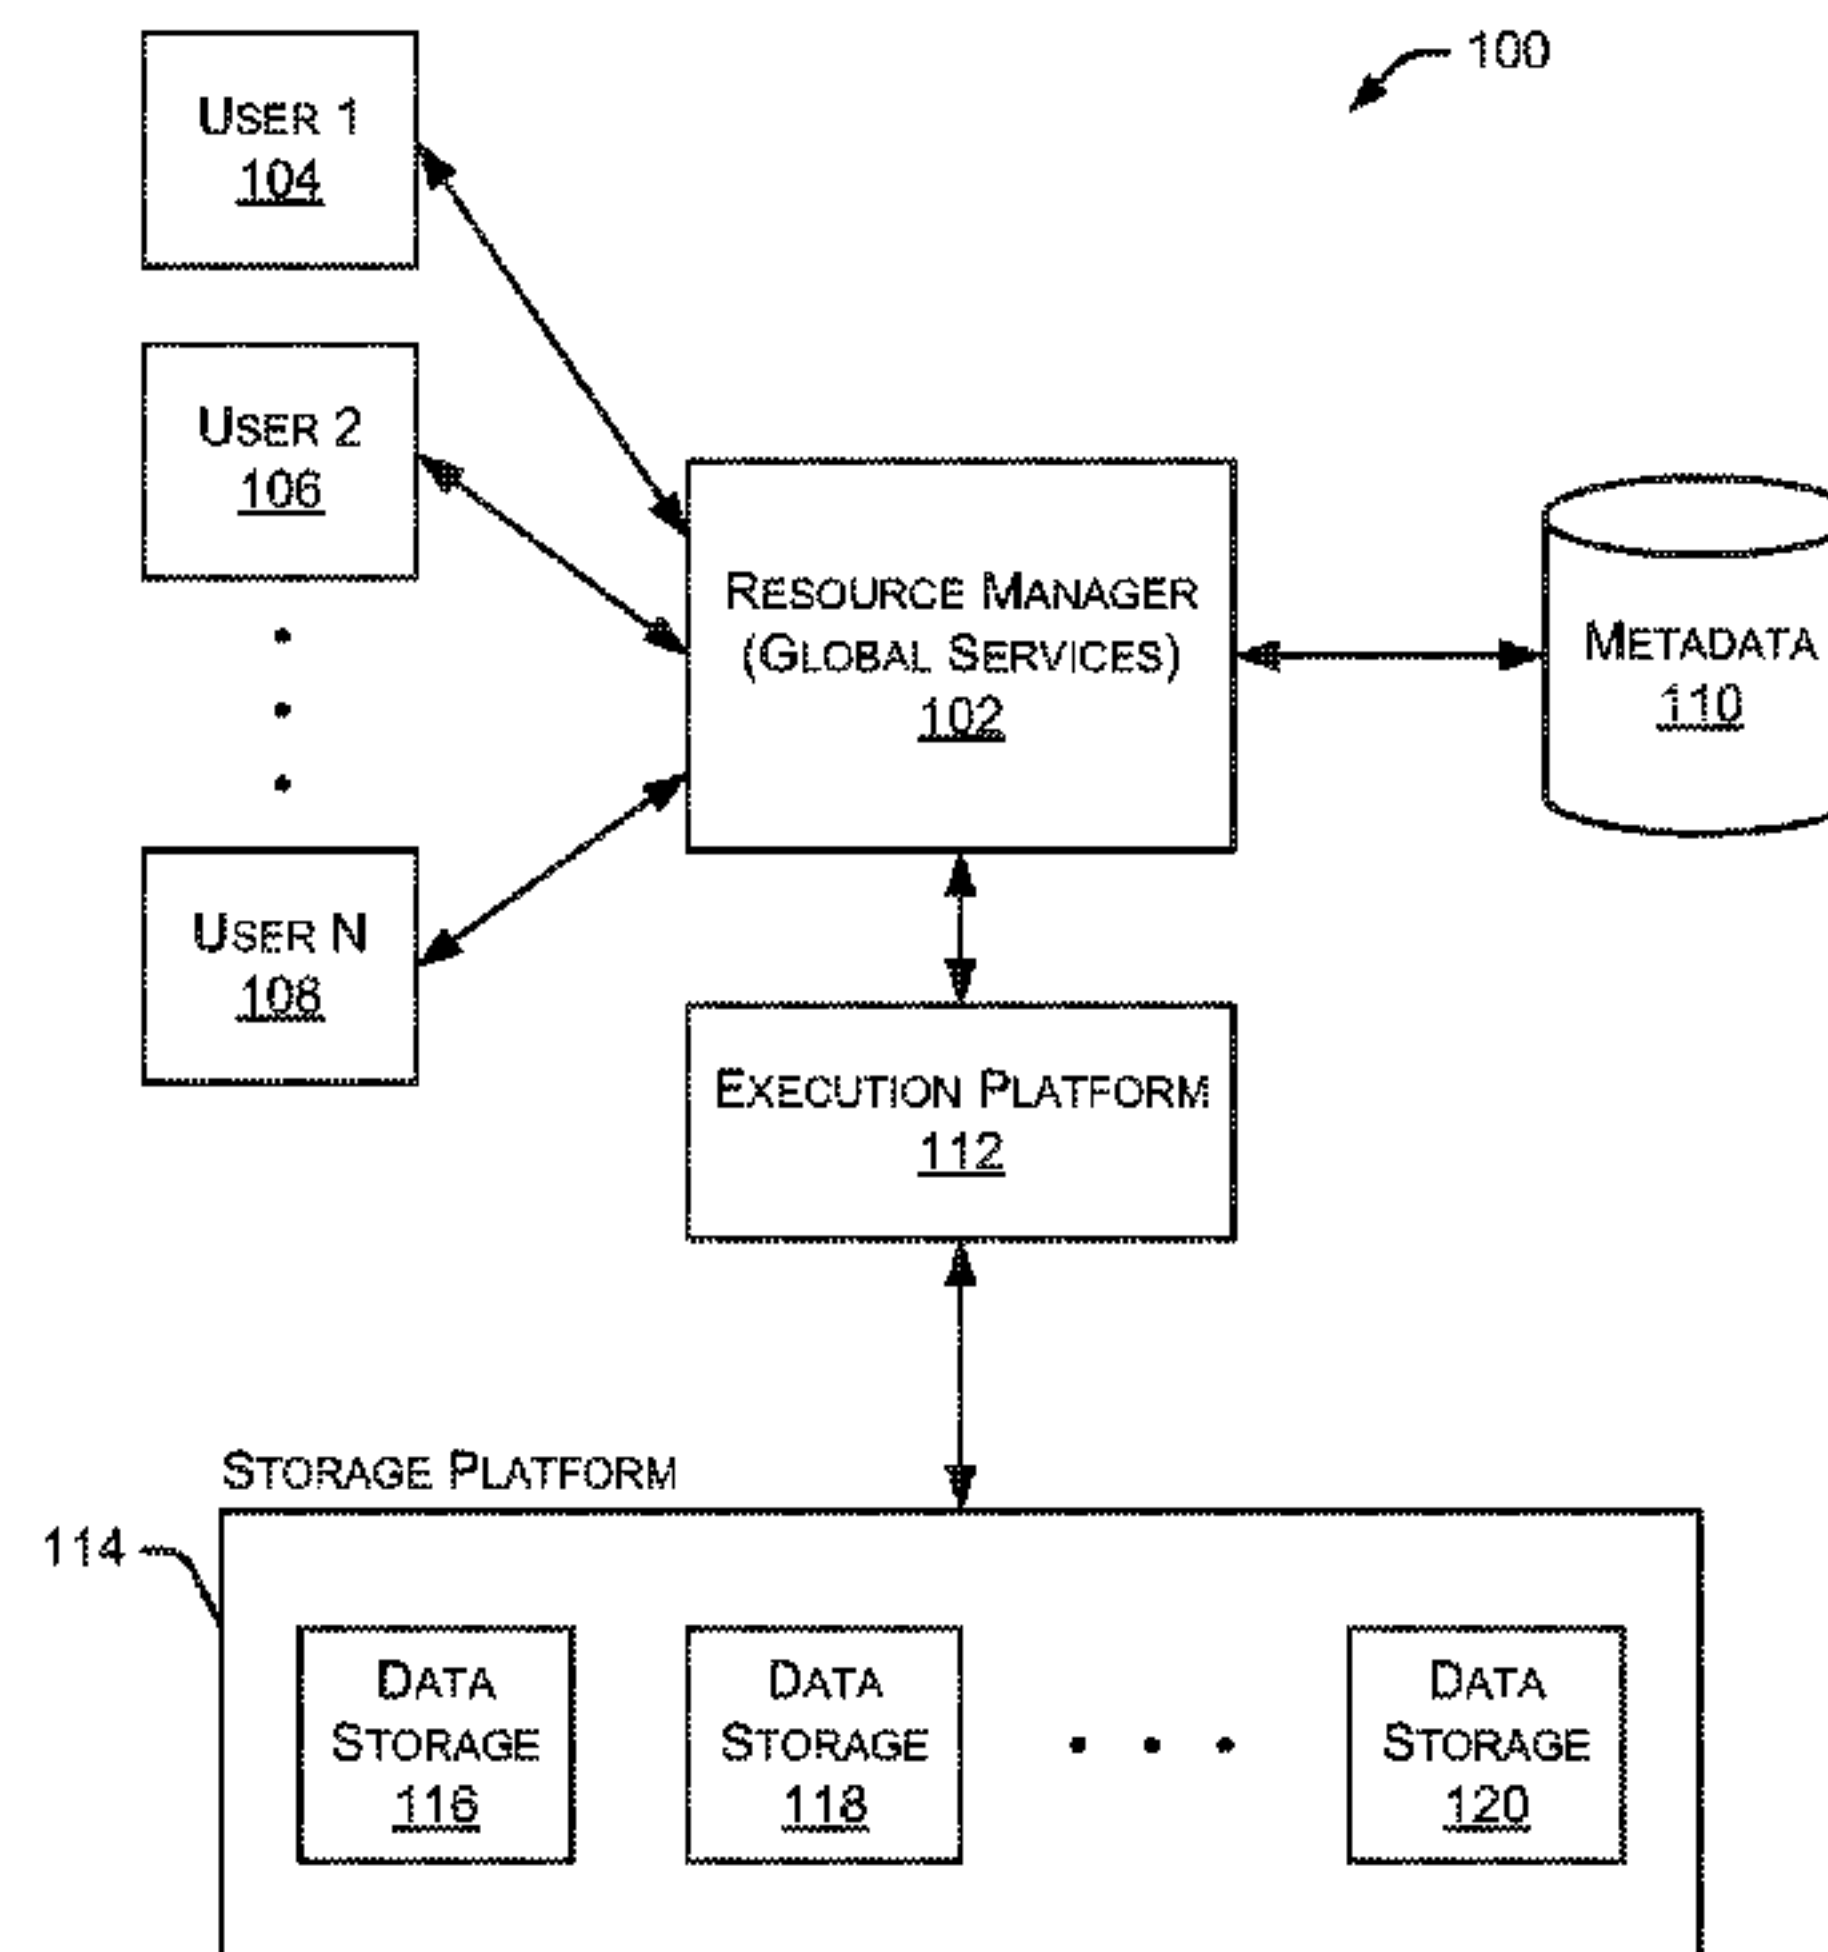 100
USER 1
104
USER 2
106
RESOURCE MANAGER
(GLOBAL SERVICES)
102
METADATA
110
USER N
108
EXECUTION PLATFORM
112
STORAGE PLATFORM
114
DATA
STORAGE
116
DATA
STORAGE
118
DATA
STORAGE
120